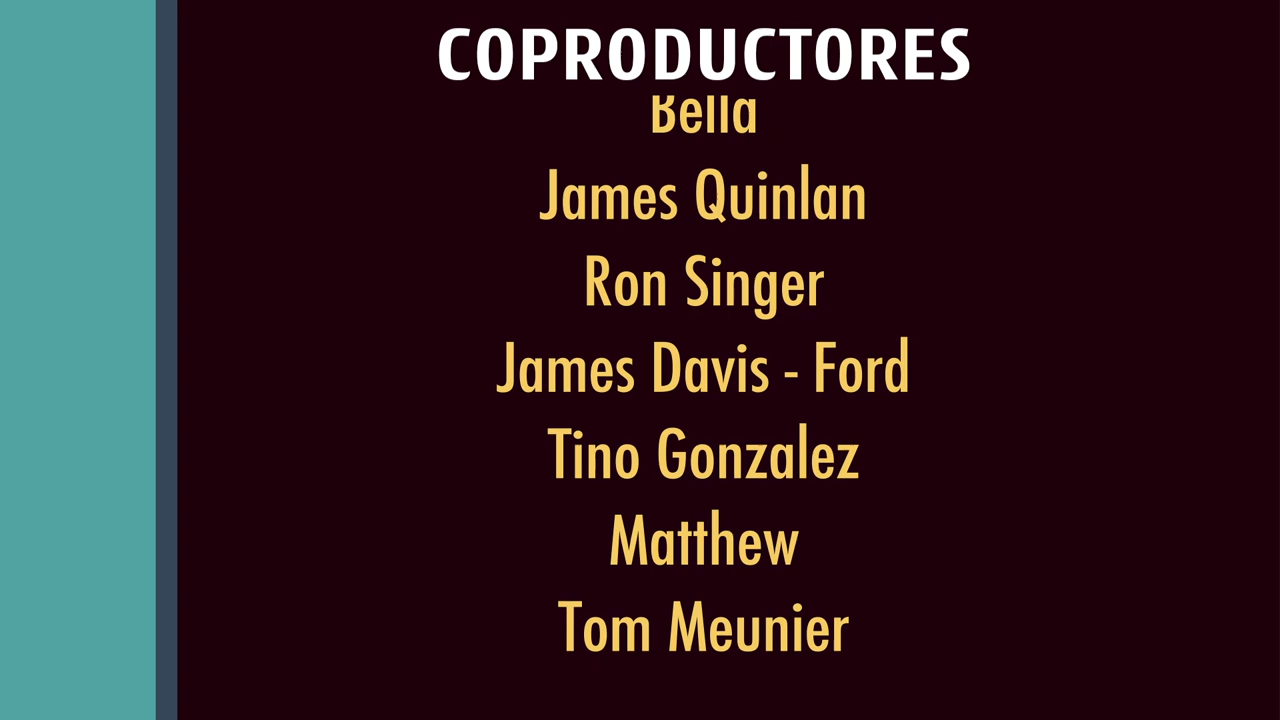 COPRODUCTORES
Bella
James Quinlan
Ron Singer
James Davis - Ford
Tino Gonzalez
Matthew
Tom Meunier